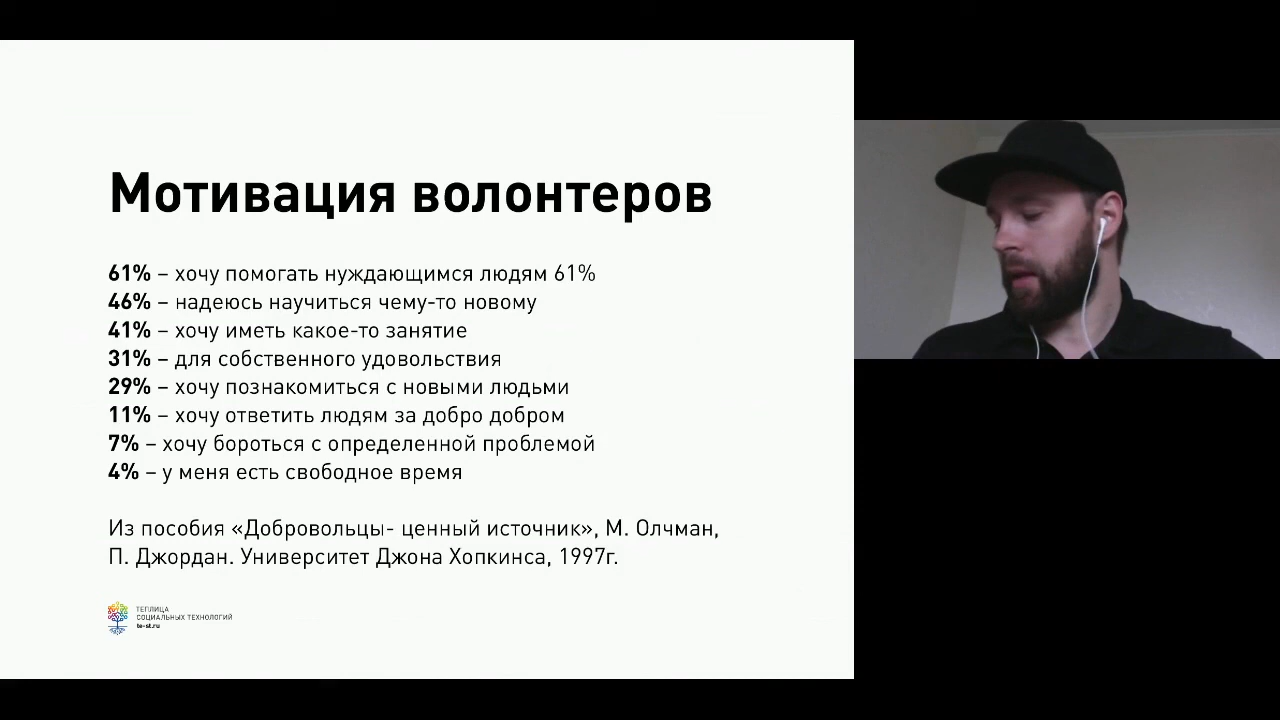 Мотивация волонтеров
61% – хочу помогать нуждающимся людям 61%
46% – надеюсь научиться чему-то новому
41% – хочу иметь какое-то занятие
31% – для собственного удовольствия
29% – хочу познакомиться с новыми людьми
11% – хочу ответить людям за добро добром
7% – хочу бороться с определенной проблемой
4% – у меня есть свободное время
Из пособия «Добровольцы- ценный источник», М. Олчман,
П. Джордан. Университет Джона Хопкинса, 1997г.
ТЕПЛИЦА
СОЦИАЛЬНЫХ ТЕХНОЛОГИЙ
te-st.ru